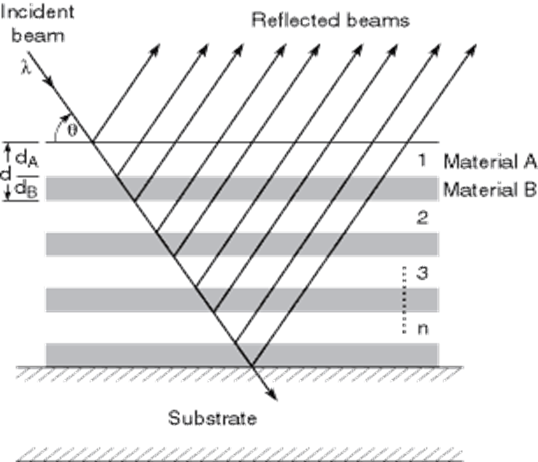 Incident
beam
Reflected beams
λ
θ
d
dA
dB
1
Material A
Material B
2
3
n
Substrate